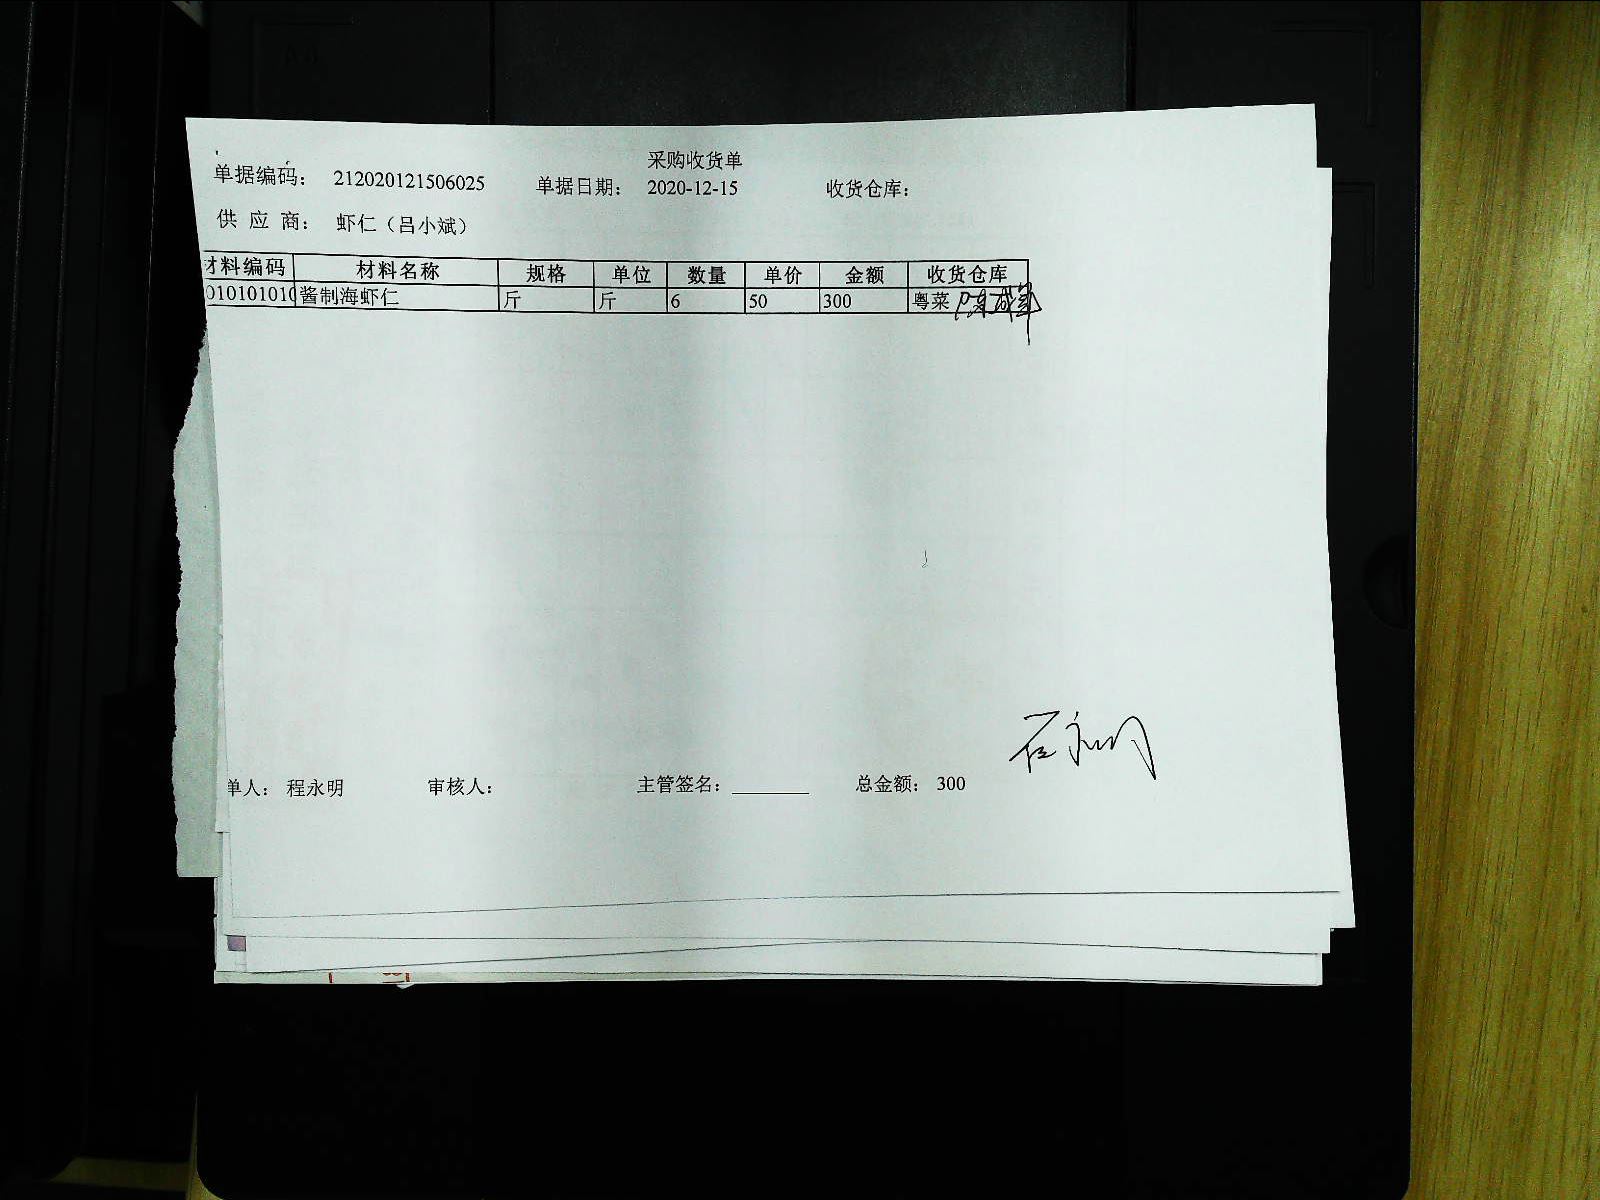 采购收货单
单据编码: 212020121506025 单据日期: 2020-12-15 收货仓库:
供 应 商: 虾仁（吕小斌）
材料编码 材料名称 规格 单位 数量 单价 金额 收货仓库
010101010 酱制海虾仁 斤 斤 6 50 300 粤菜
石永明
单人: 程永明 审核人: 主管签名: 总金额: 300